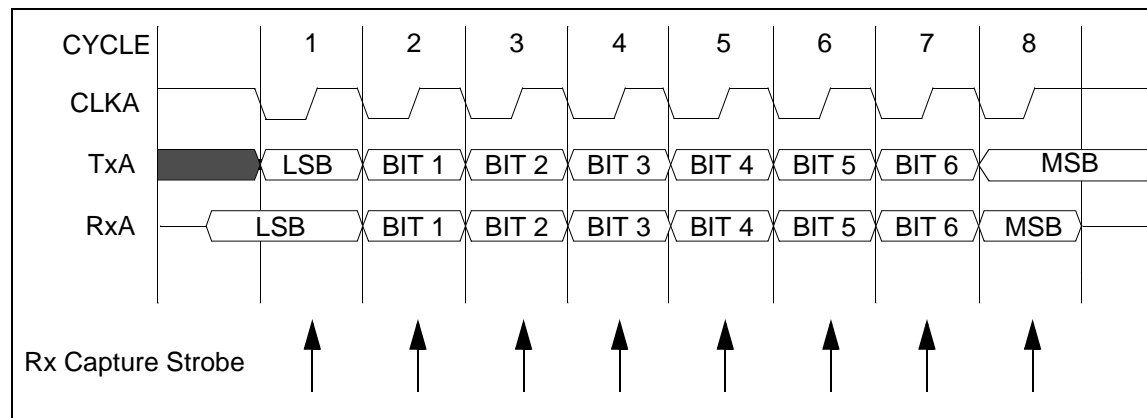 CYCLE 1 2 3 4 5 6 7 8
CLKA
TxA LSB BIT 1 BIT 2 BIT 3 BIT 4 BIT 5 BIT 6 MSB
RxA LSB BIT 1 BIT 2 BIT 3 BIT 4 BIT 5 BIT 6 MSB
Rx Capture Strobe